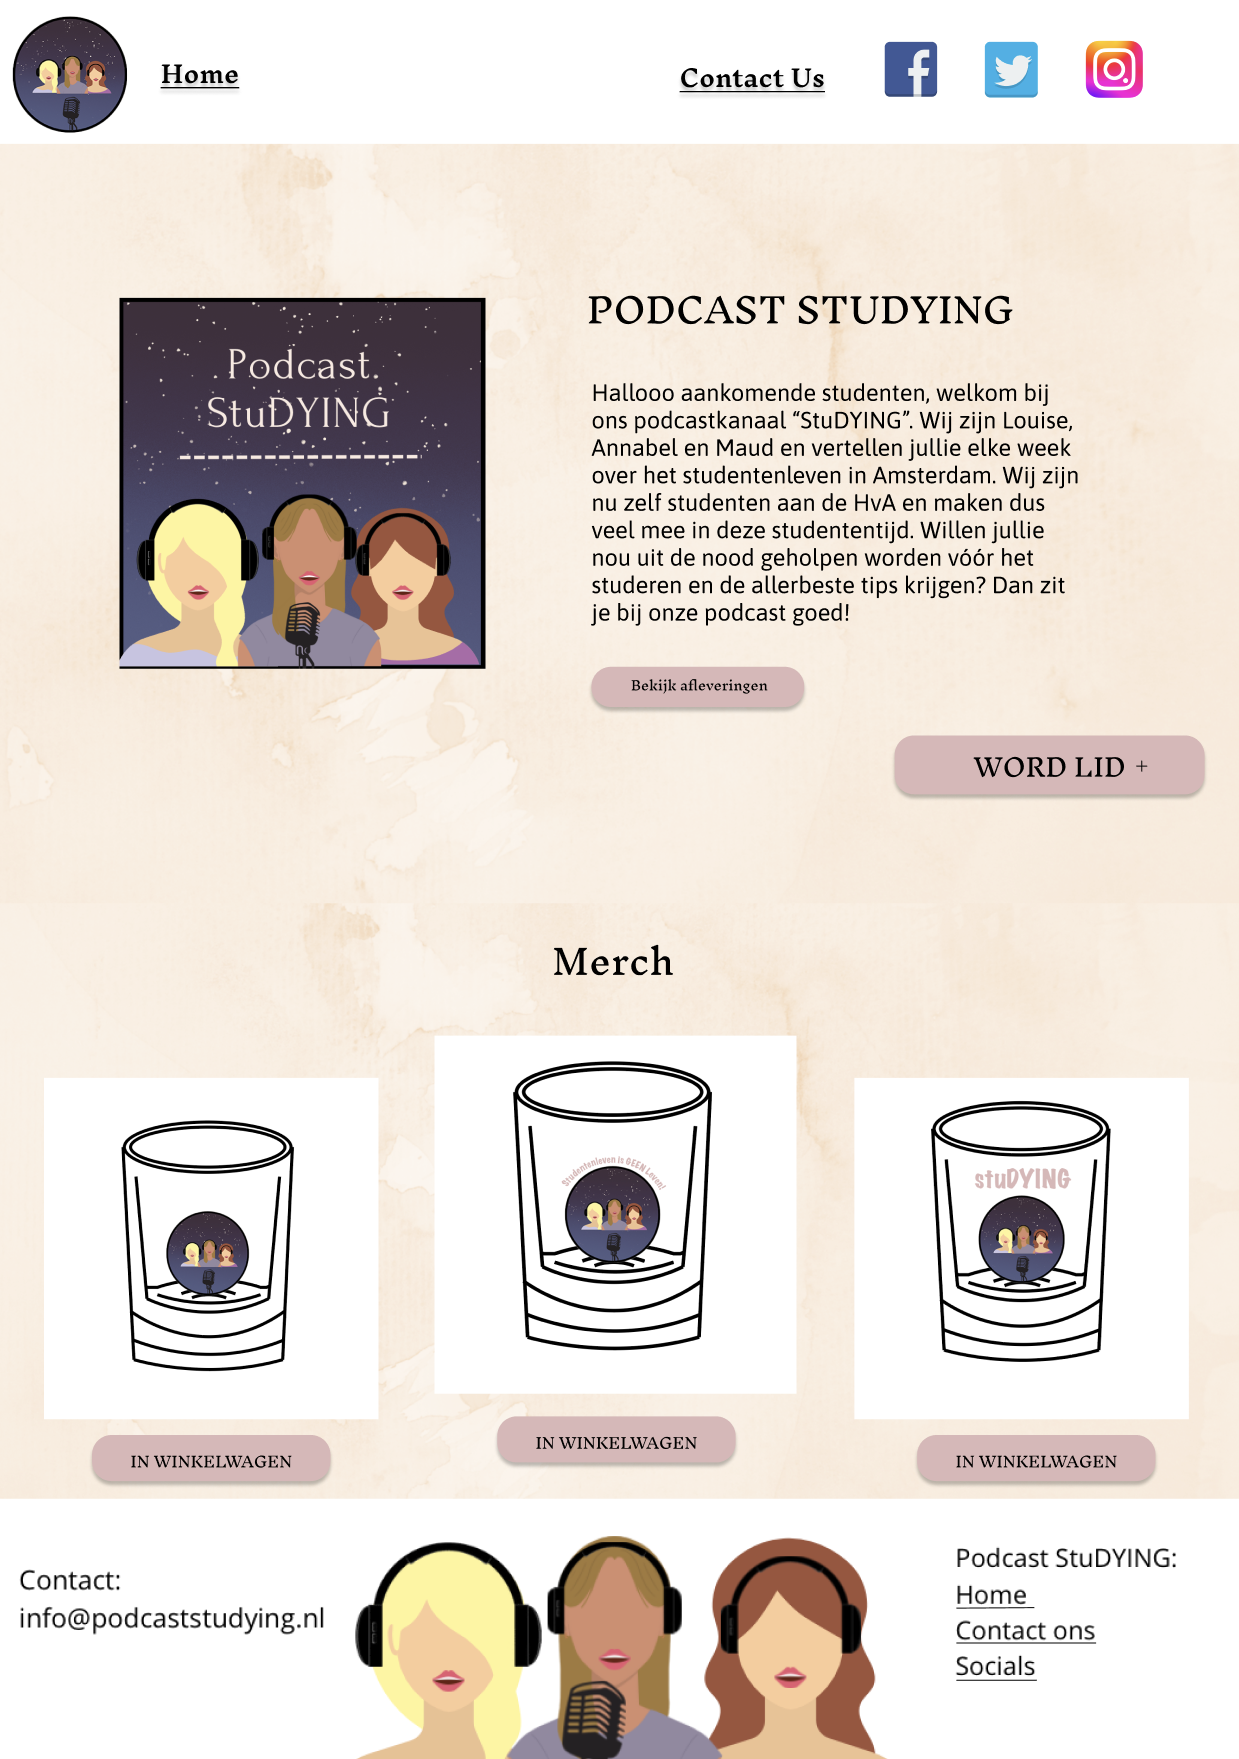 Home
Contact Us
Podcast.
StuDYING
PODCAST STUDYING
Hallooo aankomende studenten, welkom bij
ons podcastkanaal “StuDYING”. Wij zijn Louise,
Annabel en Maud en vertellen jullie elke week
over het studentenleven in Amsterdam. Wij zijn
nu zelf studenten aan de HvA en maken dus
veel mee in deze studententijd. Willen jullie
nou uit de nood geholpen worden vóór het
studeren en de allerbeste tips krijgen? Dan zit
je bij onze podcast goed!
Bekijk afleveringen
WORD LID +
Merch
Studentenleven is GEEN Leven!
stuDYING
IN WINKELWAGEN
IN WINKELWAGEN
IN WINKELWAGEN
Contact:
info@podcaststudying.nl
Podcast StuDYING:
Home
Contact ons
Socials